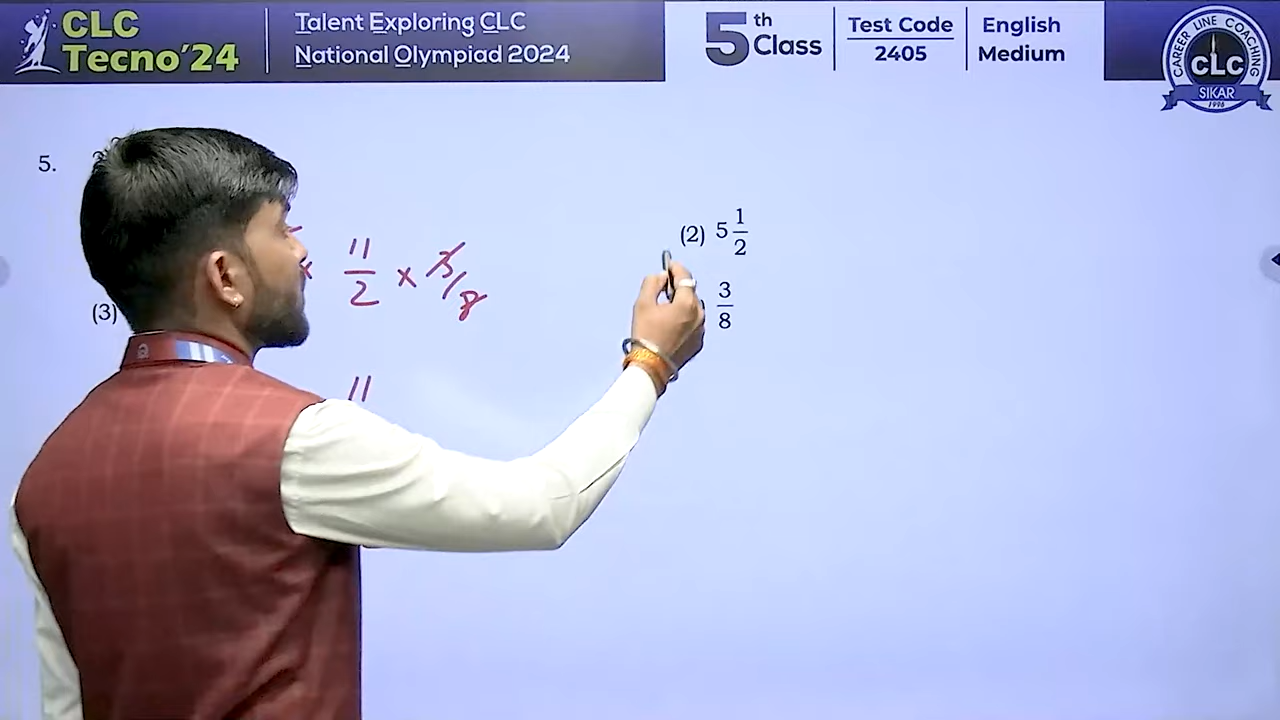 CLC
Tecno'24
Talent Exploring CLC
National Olympiad 2024
5th Class
Test Code
2405
English
Medium
CAREER LINE COACHING
CLC
SIKAR
1996
5.
(2) 5 1/2
× 11/2 × 3/8
(3)
3/8
11